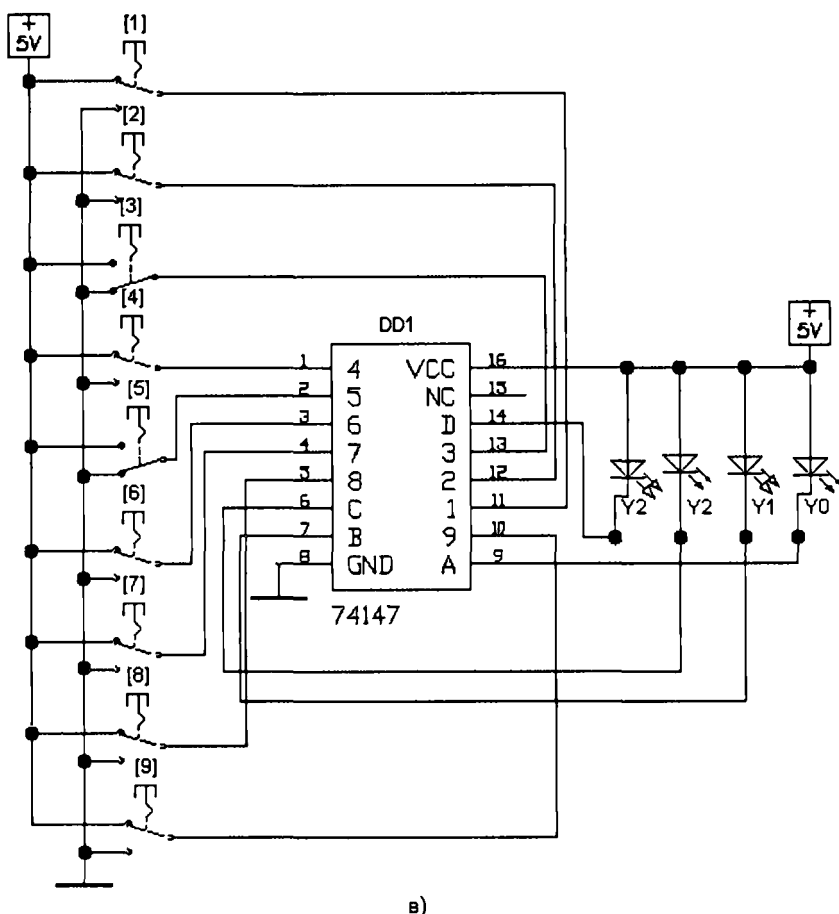 +
5V
[1]
[2]
[3]
[4]
[5]
[6]
[7]
[8]
[9]
DD1
1 4 VCC 16
2 5 NC 15
3 6 D 14
4 7 3 13
5 8 2 12
6 C 1 11
7 B 9 10
8 GND A 9
74147
+
5V
Y2 Y2 Y1 Y0
в)